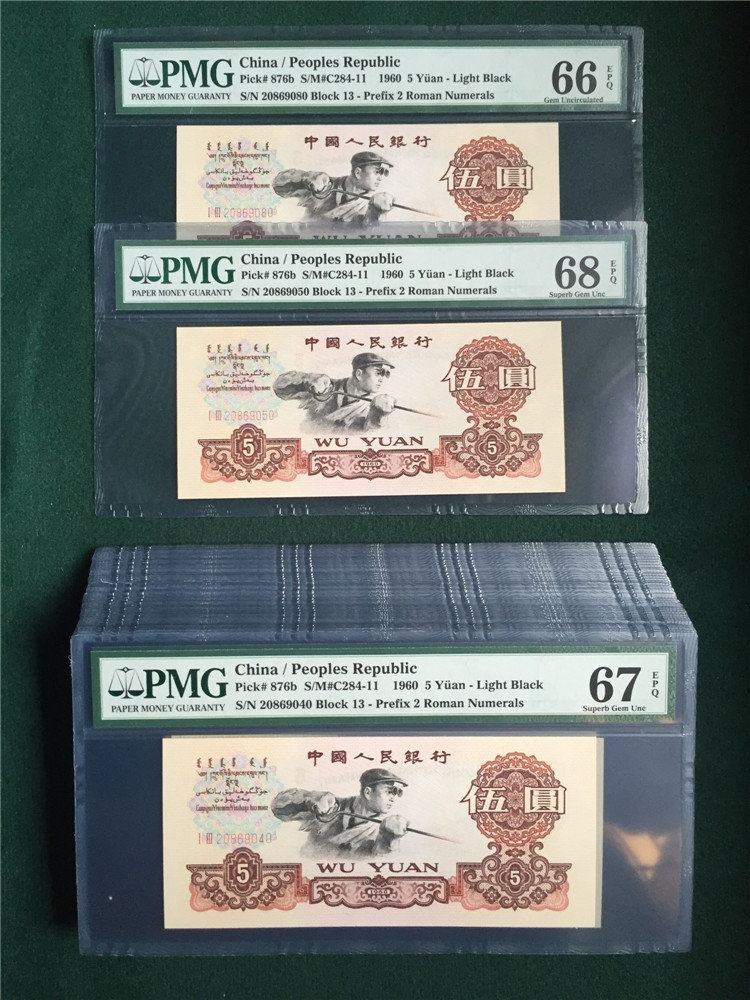 PMG
PAPER MONEY GUARANTY
China / Peoples Republic
Pick# 876b S/M#C284-11 1960 5 Yüan - Light Black
S/N 20869080 Block 13 - Prefix 2 Roman Numerals
66 EPQ
Gem Uncirculated
中國人民銀行
伍圓
I III 20869080
WU YUAN
PMG
PAPER MONEY GUARANTY
China / Peoples Republic
Pick# 876b S/M#C284-11 1960 5 Yüan - Light Black
S/N 20869050 Block 13 - Prefix 2 Roman Numerals
68 EPQ
Superb Gem Unc
中國人民銀行
伍圓
I III 20869050
WU YUAN
5
1960
5
PMG
PAPER MONEY GUARANTY
China / Peoples Republic
Pick# 876b S/M#C284-11 1960 5 Yüan - Light Black
S/N 20869040 Block 13 - Prefix 2 Roman Numerals
67 EPQ
Superb Gem Unc
中國人民銀行
伍圓
I III 20869040
WU YUAN
5
1960
5